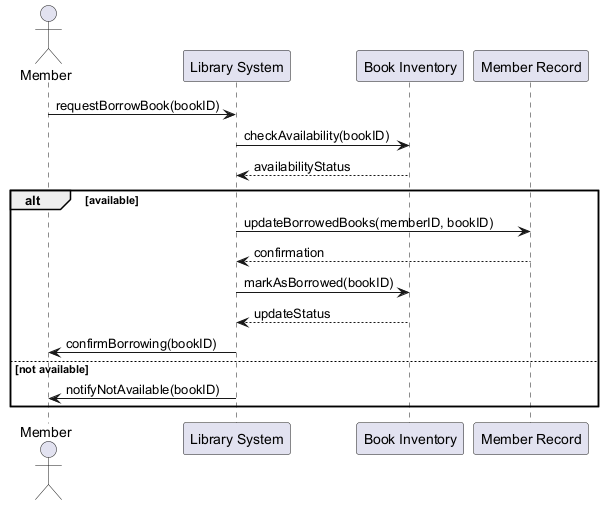 Member
Library System
Book Inventory
Member Record
requestBorrowBook(bookID)
checkAvailability(bookID)
availabilityStatus
alt
[available]
updateBorrowedBooks(memberID, bookID)
confirmation
markAsBorrowed(bookID)
updateStatus
confirmBorrowing(bookID)
[not available]
notifyNotAvailable(bookID)
Member
Library System
Book Inventory
Member Record